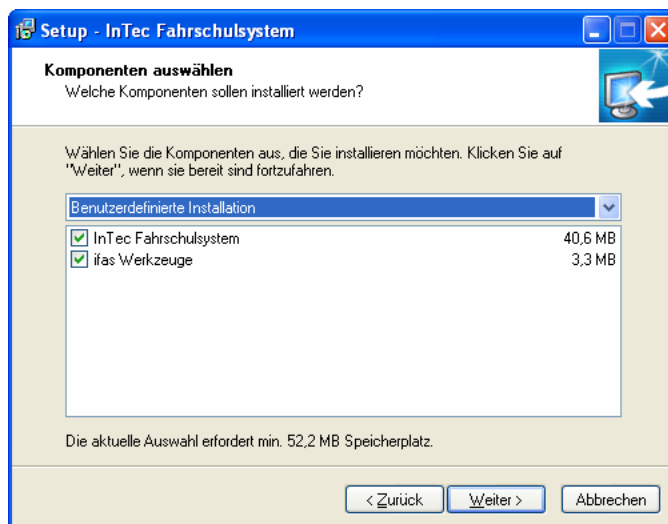 Setup - InTec Fahrschulsystem
Komponenten auswählen
Welche Komponenten sollen installiert werden?
Wählen Sie die Komponenten aus, die Sie installieren möchten. Klicken Sie auf
"Weiter", wenn sie bereit sind fortzufahren.
Benutzerdefinierte Installation
InTec Fahrschulsystem 40,6 MB
ifas Werkzeuge 3,3 MB
Die aktuelle Auswahl erfordert min. 52,2 MB Speicherplatz.
< Zurück Weiter > Abbrechen